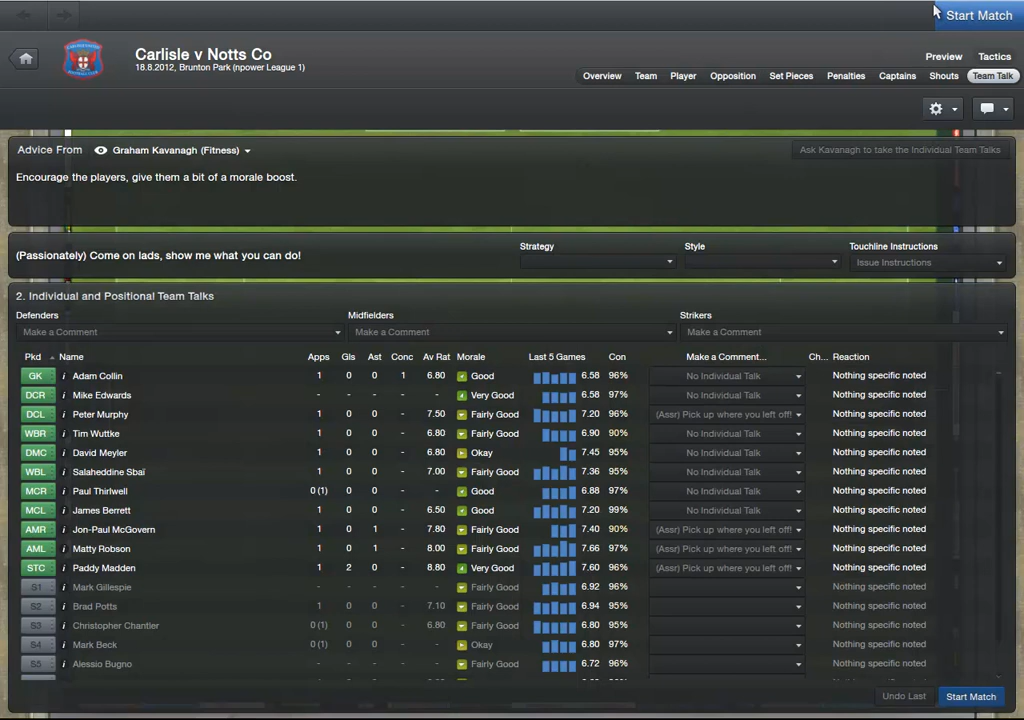 Start Match
Carlisle v Notts Co
18.8.2012, Brunton Park (npower League 1)
Preview Tactics
Overview Team Player Opposition Set Pieces Penalties Captains Shouts Team Talk
Advice From Graham Kavanagh (Fitness) Ask Kavanagh to take the Individual Team Talks
Encourage the players, give them a bit of a morale boost.
(Passionately) Come on lads, show me what you can do!
Strategy Style Touchline Instructions
Issue Instructions
2. Individual and Positional Team Talks
Defenders Midfielders Strikers
Make a Comment Make a Comment Make a Comment
Pkd Name Apps Gls Ast Conc Av Rat Morale Last 5 Games Con Make a Comment... Ch... Reaction
GK i Adam Collin 1 0 0 1 6.80 Good 6.58 96% No Individual Talk Nothing specific noted
DCR i Mike Edwards - - - - - Very Good 6.58 97% No Individual Talk Nothing specific noted
DCL i Peter Murphy 1 0 0 - 7.50 Fairly Good 7.20 96% (Assr) Pick up where you left off! Nothing specific noted
WBR i Tim Wuttke 1 0 0 - 6.80 Fairly Good 6.90 90% No Individual Talk Nothing specific noted
DMC i David Meyler 1 0 0 - 6.80 Okay 7.45 95% No Individual Talk Nothing specific noted
WBL i Salaheddine Sbaï 1 0 0 - 7.00 Fairly Good 7.36 95% No Individual Talk Nothing specific noted
MCR i Paul Thirlwell 0 (1) 0 0 - - Good 6.88 97% No Individual Talk Nothing specific noted
MCL i James Berrett 1 0 0 - 6.50 Good 7.20 99% No Individual Talk Nothing specific noted
AMR i Jon-Paul McGovern 1 0 1 - 7.80 Fairly Good 7.40 90% (Assr) Pick up where you left off! Nothing specific noted
AML i Matty Robson 1 0 1 - 8.00 Fairly Good 7.66 97% (Assr) Pick up where you left off! Nothing specific noted
STC i Paddy Madden 1 2 0 - 8.80 Very Good 7.60 96% (Assr) Pick up where you left off! Nothing specific noted
S1 i Mark Gillespie - - - - - Fairly Good 6.92 96% Nothing specific noted
S2 i Brad Potts 1 0 0 - 7.10 Fairly Good 6.94 95% Nothing specific noted
S3 i Christopher Chantler 0 (1) 0 0 - 6.80 Fairly Good 6.80 95% Nothing specific noted
S4 i Mark Beck 0 (1) 0 0 - - Okay 6.80 97% Nothing specific noted
S5 i Alessio Bugno - - - - - Fairly Good 6.72 96% Nothing specific noted
Undo Last Start Match